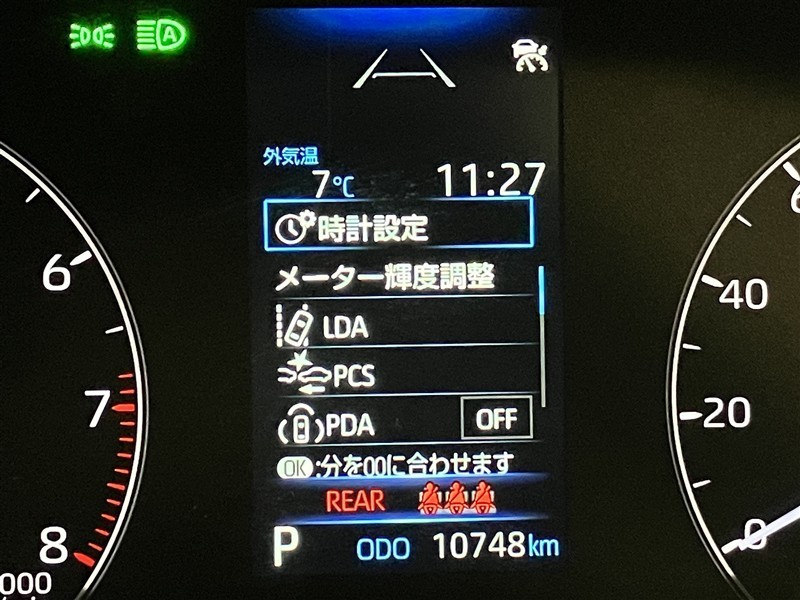 A
外気温
7℃ 11:27
時計設定
メーター輝度調整
LDA
PCS
PDA OFF
OK:分を00に合わせます
REAR
P ODO 10748km
6
7
8
000
40
20
0